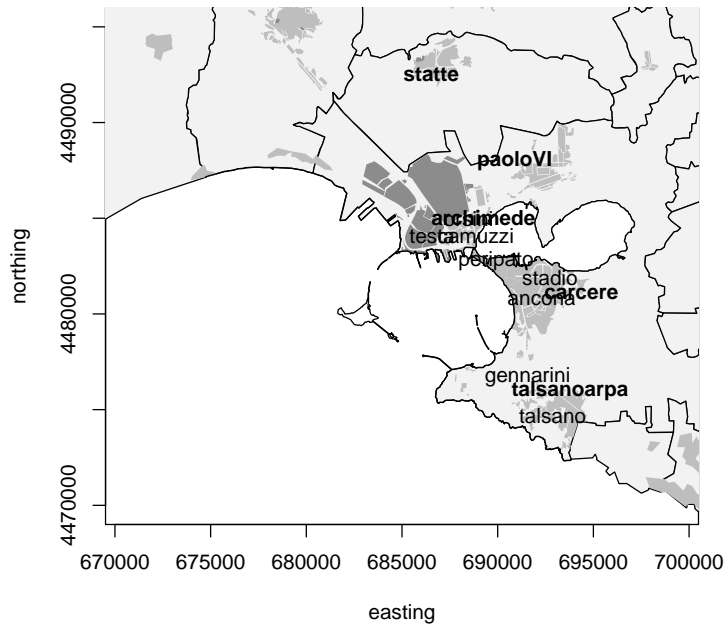 statte
paoloVI
archimede
testa
camuzzi
peripato
stadio
carcere
ancona
gennarini
talsanoarpa
talsano
northing
4490000
4480000
4470000
670000 675000 680000 685000 690000 695000 700000
easting